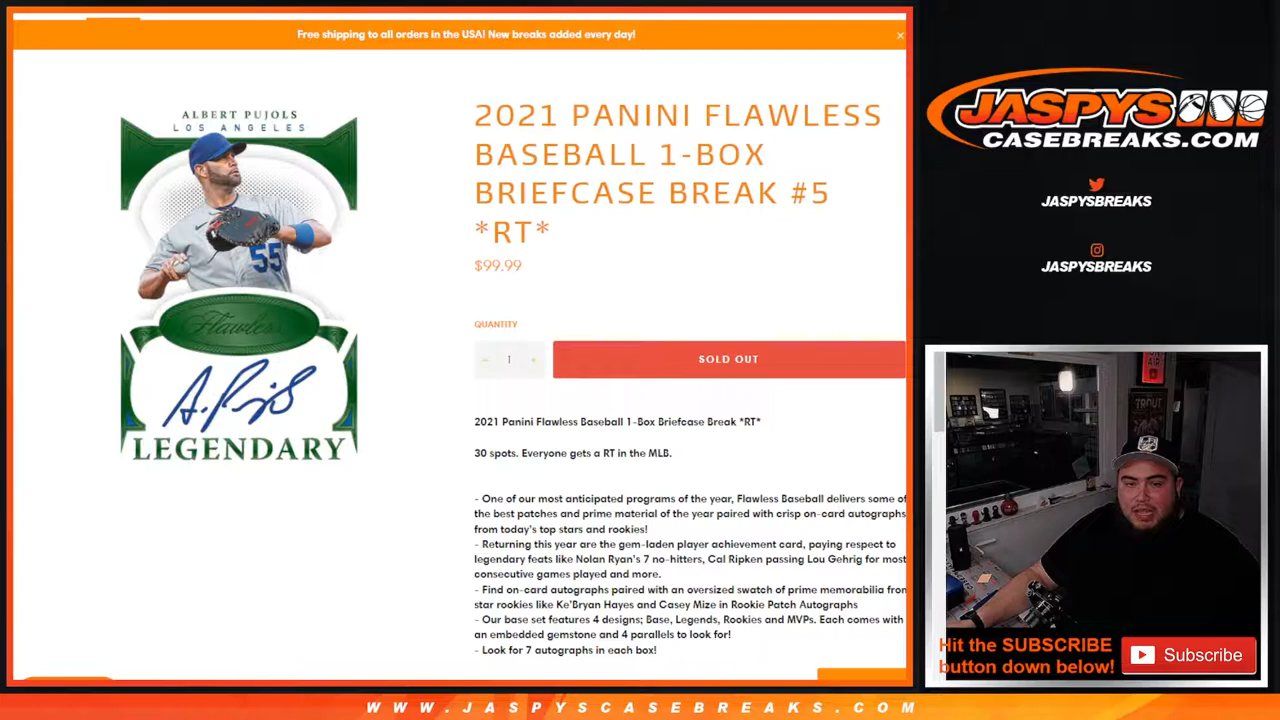 Free shipping to all orders in the USA! New breaks added every day!
×
ALBERT PUJOLS
LOS ANGELES
55
Flawless
A. Pujols
LEGENDARY
2021 PANINI FLAWLESS
BASEBALL 1-BOX
BRIEFCASE BREAK #5
*RT*
$99.99
QUANTITY
− 1 +
SOLD OUT
2021 Panini Flawless Baseball 1-Box Briefcase Break *RT*
30 spots. Everyone gets a RT in the MLB.
- One of our most anticipated programs of the year, Flawless Baseball delivers some of
the best patches and prime material of the year paired with crisp on-card autographs
from today's top stars and rookies!
- Returning this year are the gem-laden player achievement card, paying respect to
legendary feats like Nolan Ryan's 7 no-hitters, Cal Ripken passing Lou Gehrig for most
consecutive games played and more.
- Find on-card autographs paired with an oversized swatch of prime memorabilia from
star rookies like Ke'Bryan Hayes and Casey Mize in Rookie Patch Autographs
- Our base set features 4 designs; Base, Legends, Rookies and MVPs. Each comes with
an embedded gemstone and 4 parallels to look for!
- Look for 7 autographs in each box!
JASPYS
CASEBREAKS.COM
JASPYSBREAKS
JASPYSBREAKS
ON AIR
TROUT
Hit the SUBSCRIBE
button down below!
Subscribe
WWW.JASPYSCASEBREAKS.COM